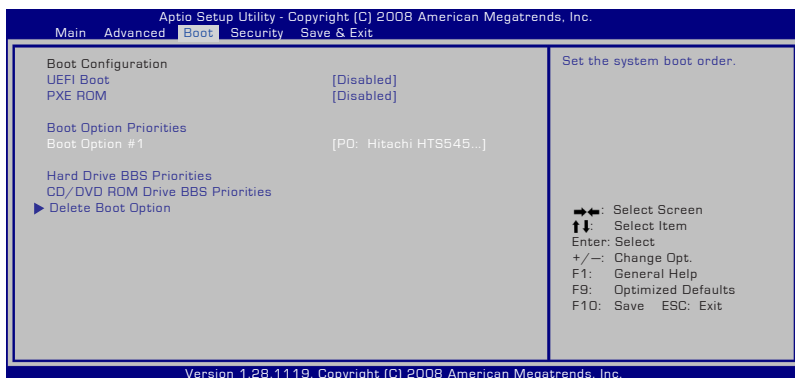 Aptio Setup Utility - Copyright (C) 2008 American Megatrends, Inc.
Main Advanced Boot Security Save & Exit
Boot Configuration
UEFI Boot [Disabled]
PXE ROM [Disabled]
Boot Option Priorities
Boot Option #1 [P0: Hitachi HTS545...]
Hard Drive BBS Priorities
CD/DVD ROM Drive BBS Priorities
Delete Boot Option
Set the system boot order.
→←: Select Screen
↑↓: Select Item
Enter: Select
+/—: Change Opt.
F1: General Help
F9: Optimized Defaults
F10: Save ESC: Exit
Version 1.28.1119. Copyright (C) 2008 American Megatrends, Inc.